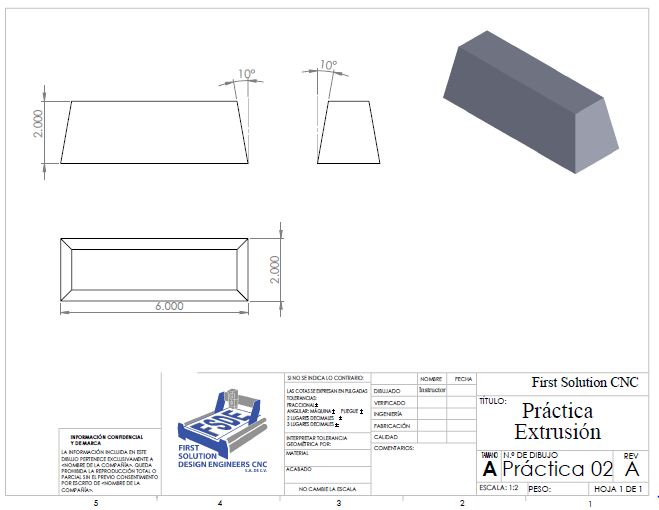 10°
10°
2.000
2.000
6.000
INFORMACIÓN CONFIDENCIAL
Y DE MARCA
LA INFORMACIÓN INCLUIDA EN ESTE
DIBUJO PERTENECE EXCLUSIVAMENTE A
<NOMBRE DE LA COMPAÑÍA>. QUEDA
PROHIBIDA LA REPRODUCCIÓN TOTAL O
PARCIAL SIN EL PREVIO CONSENTIMIENTO
POR ESCRITO DE <NOMBRE DE LA
COMPAÑÍA>.
FSDE
FIRST
SOLUTION
DESIGN ENGINEERS CNC
S.A. DE C.V.
SI NO SE INDICA LO CONTRARIO:
LAS COTAS SE EXPRESAN EN PULGADAS
TOLERANCIAS:
FRACCIONAL ±
ANGULAR: MÁQUINA ± PLIEGUE ±
2 LUGARES DECIMALES ±
3 LUGARES DECIMALES ±
INTERPRETAR TOLERANCIA
GEOMÉTRICA POR:
MATERIAL
ACABADO
NO CAMBIE LA ESCALA
NOMBRE FECHA
DIBUJADO Instructor
VERIFICADO
INGENIERÍA
FABRICACIÓN
CALIDAD
COMENTARIOS:
First Solution CNC
TÍTULO:
Práctica
Extrusión
TAMAÑO N.º DE DIBUJO REV
A Práctica 02 A
ESCALA: 1:2 PESO: HOJA 1 DE 1
5 4 3 2 1